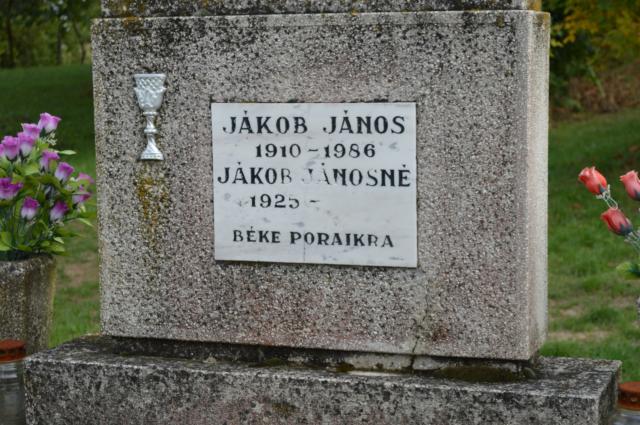 JÁKOB JÁNOS
1910 - 1986
JÁKOB JÁNOSNÉ
1925 -
BÉKE PORAIKRA